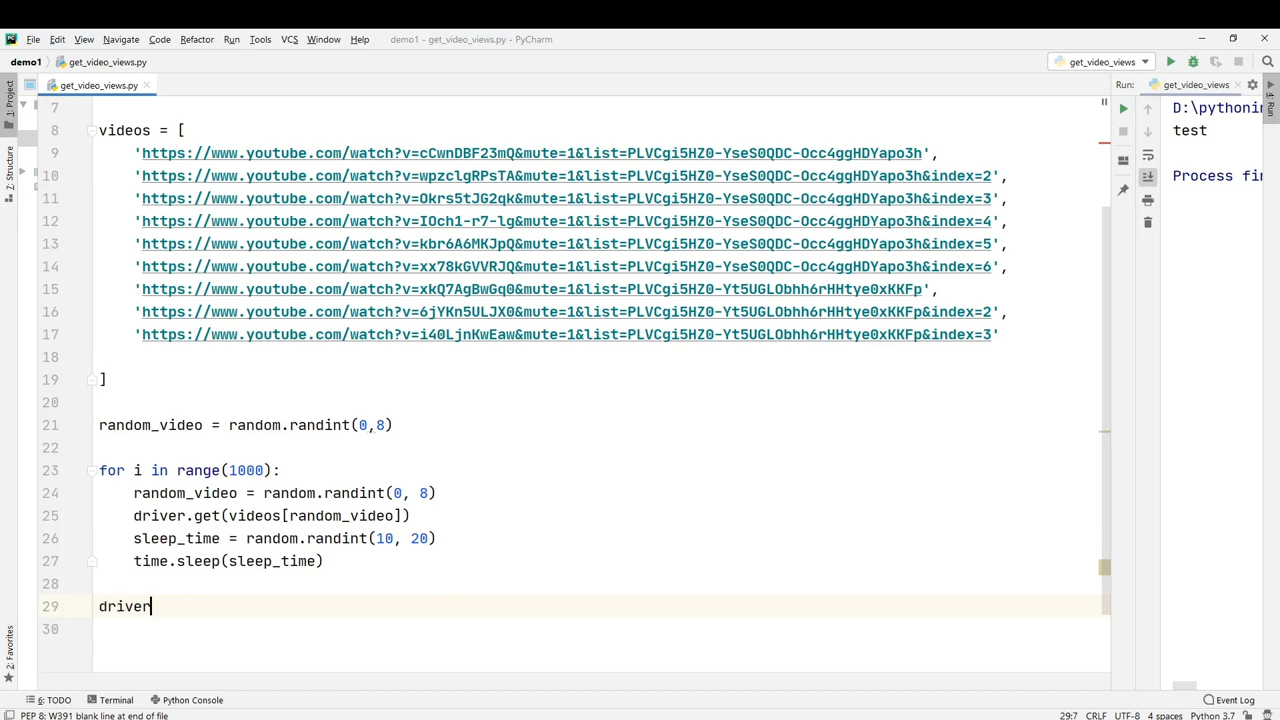 File Edit View Navigate Code Refactor Run Tools VCS Window Help demo1 - get_video_views.py - PyCharm
demo1 get_video_views.py get_video_views
1: Project get_video_views.py Run: get_video_views 4: Run
7 D:\pythonin
8 videos = [ test
9 'https://www.youtube.com/watch?v=cCwnDBF23mQ&mute=1&list=PLVCgi5HZ0-YseS0QDC-Occ4ggHDYapo3h',
10 'https://www.youtube.com/watch?v=wpzclgRPsTA&mute=1&list=PLVCgi5HZ0-YseS0QDC-Occ4ggHDYapo3h&index=2', Process fin
11 'https://www.youtube.com/watch?v=Okrs5tJG2qk&mute=1&list=PLVCgi5HZ0-YseS0QDC-Occ4ggHDYapo3h&index=3',
12 'https://www.youtube.com/watch?v=IOch1-r7-lg&mute=1&list=PLVCgi5HZ0-YseS0QDC-Occ4ggHDYapo3h&index=4',
13 'https://www.youtube.com/watch?v=kbr6A6MKJpQ&mute=1&list=PLVCgi5HZ0-YseS0QDC-Occ4ggHDYapo3h&index=5',
14 'https://www.youtube.com/watch?v=xx78kGVVRJQ&mute=1&list=PLVCgi5HZ0-YseS0QDC-Occ4ggHDYapo3h&index=6',
15 'https://www.youtube.com/watch?v=xkQ7AgBwGq0&mute=1&list=PLVCgi5HZ0-Yt5UGLObhh6rHHtye0xKKFp',
16 'https://www.youtube.com/watch?v=6jYKn5ULJX0&mute=1&list=PLVCgi5HZ0-Yt5UGLObhh6rHHtye0xKKFp&index=2',
17 'https://www.youtube.com/watch?v=i40LjnKwEaw&mute=1&list=PLVCgi5HZ0-Yt5UGLObhh6rHHtye0xKKFp&index=3'
18
19 ]
20
21 random_video = random.randint(0,8)
22
23 for i in range(1000):
24 random_video = random.randint(0, 8)
25 driver.get(videos[random_video])
26 sleep_time = random.randint(10, 20)
27 time.sleep(sleep_time)
28
29 driver
30
7: Structure
2: Favorites
6: TODO Terminal Python Console Event Log
PEP 8: W391 blank line at end of file 29:7 CRLF UTF-8 4 spaces Python 3.7